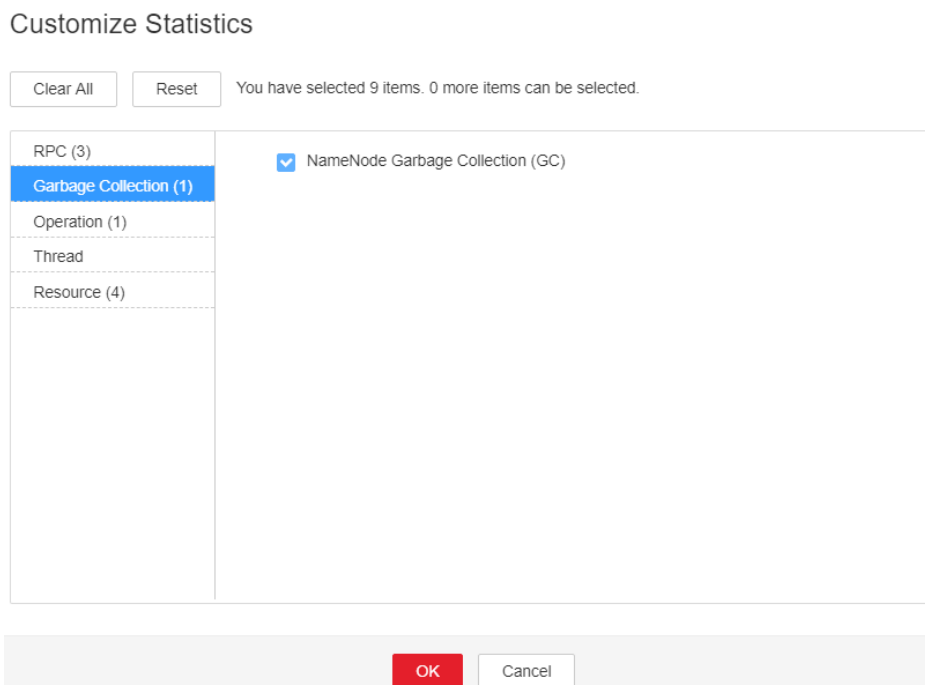 Customize Statistics
Clear All Reset You have selected 9 items. 0 more items can be selected.
RPC (3)
NameNode Garbage Collection (GC)
Garbage Collection (1)
Operation (1)
Thread
Resource (4)
OK Cancel